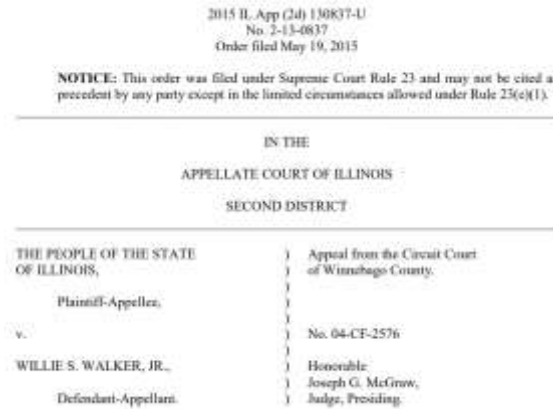 2015 IL App (2d) 130837-U
No. 2-13-0837
Order filed May 19, 2015
NOTICE: This order was filed under Supreme Court Rule 23 and may not be cited a
precedent by any party except in the limited circumstances allowed under Rule 23(e)(1).
IN THE
APPELLATE COURT OF ILLINOIS
SECOND DISTRICT
THE PEOPLE OF THE STATE ) Appeal from the Circuit Court
OF ILLINOIS, ) of Winnebago County.
)
Plaintiff-Appellee, )
)
v. ) No. 04-CF-2576
)
WILLIE S. WALKER, JR., ) Honorable
) Joseph G. McGraw,
Defendant-Appellant. ) Judge, Presiding.